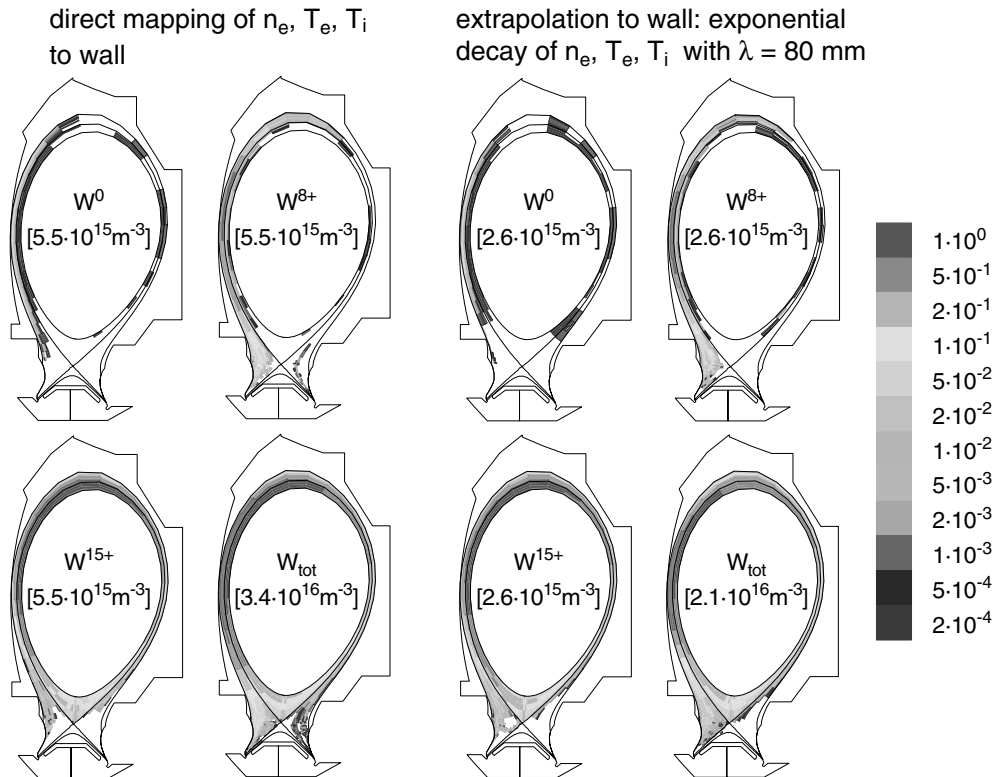 direct mapping of nₑ, Tₑ, Tᵢ
to wall
extrapolation to wall: exponential
decay of nₑ, Tₑ, Tᵢ with λ = 80 mm
W⁰
[5.5·10¹⁵m⁻³]
W⁸⁺
[5.5·10¹⁵m⁻³]
W⁰
[2.6·10¹⁵m⁻³]
W⁸⁺
[2.6·10¹⁵m⁻³]
W¹⁵⁺
[5.5·10¹⁵m⁻³]
Wₜₒₜ
[3.4·10¹⁶m⁻³]
W¹⁵⁺
[2.6·10¹⁵m⁻³]
Wₜₒₜ
[2.1·10¹⁶m⁻³]
1·10⁰
5·10⁻¹
2·10⁻¹
1·10⁻¹
5·10⁻²
2·10⁻²
1·10⁻²
5·10⁻³
2·10⁻³
1·10⁻³
5·10⁻⁴
2·10⁻⁴